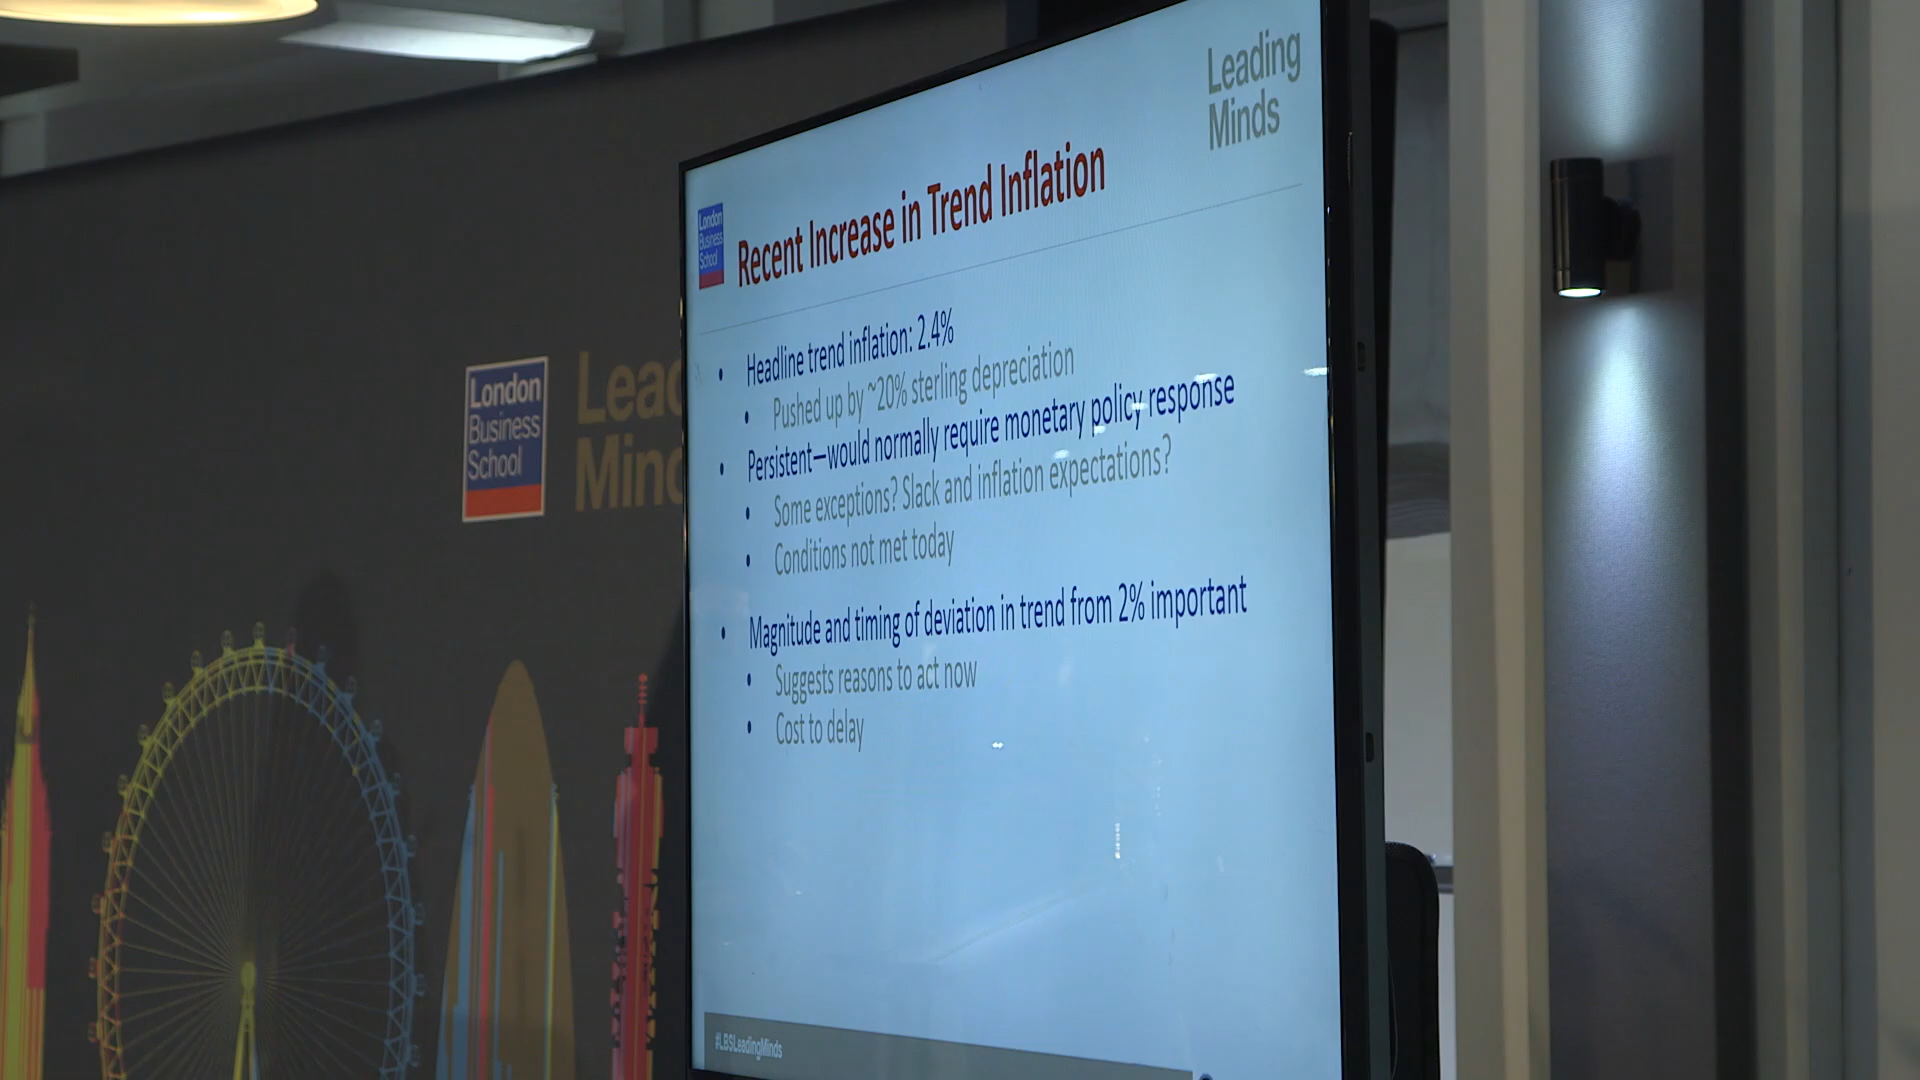 Leading
Minds
London
Business
School
Recent Increase in Trend Inflation
• Headline trend inflation: 2.4%
• Pushed up by ~20% sterling depreciation
• Persistent—would normally require monetary policy response
• Some exceptions? Slack and inflation expectations?
• Conditions not met today
• Magnitude and timing of deviation in trend from 2% important
• Suggests reasons to act now
• Cost to delay
#LBSLeadingMinds
London
Business
School
Lead
Mind